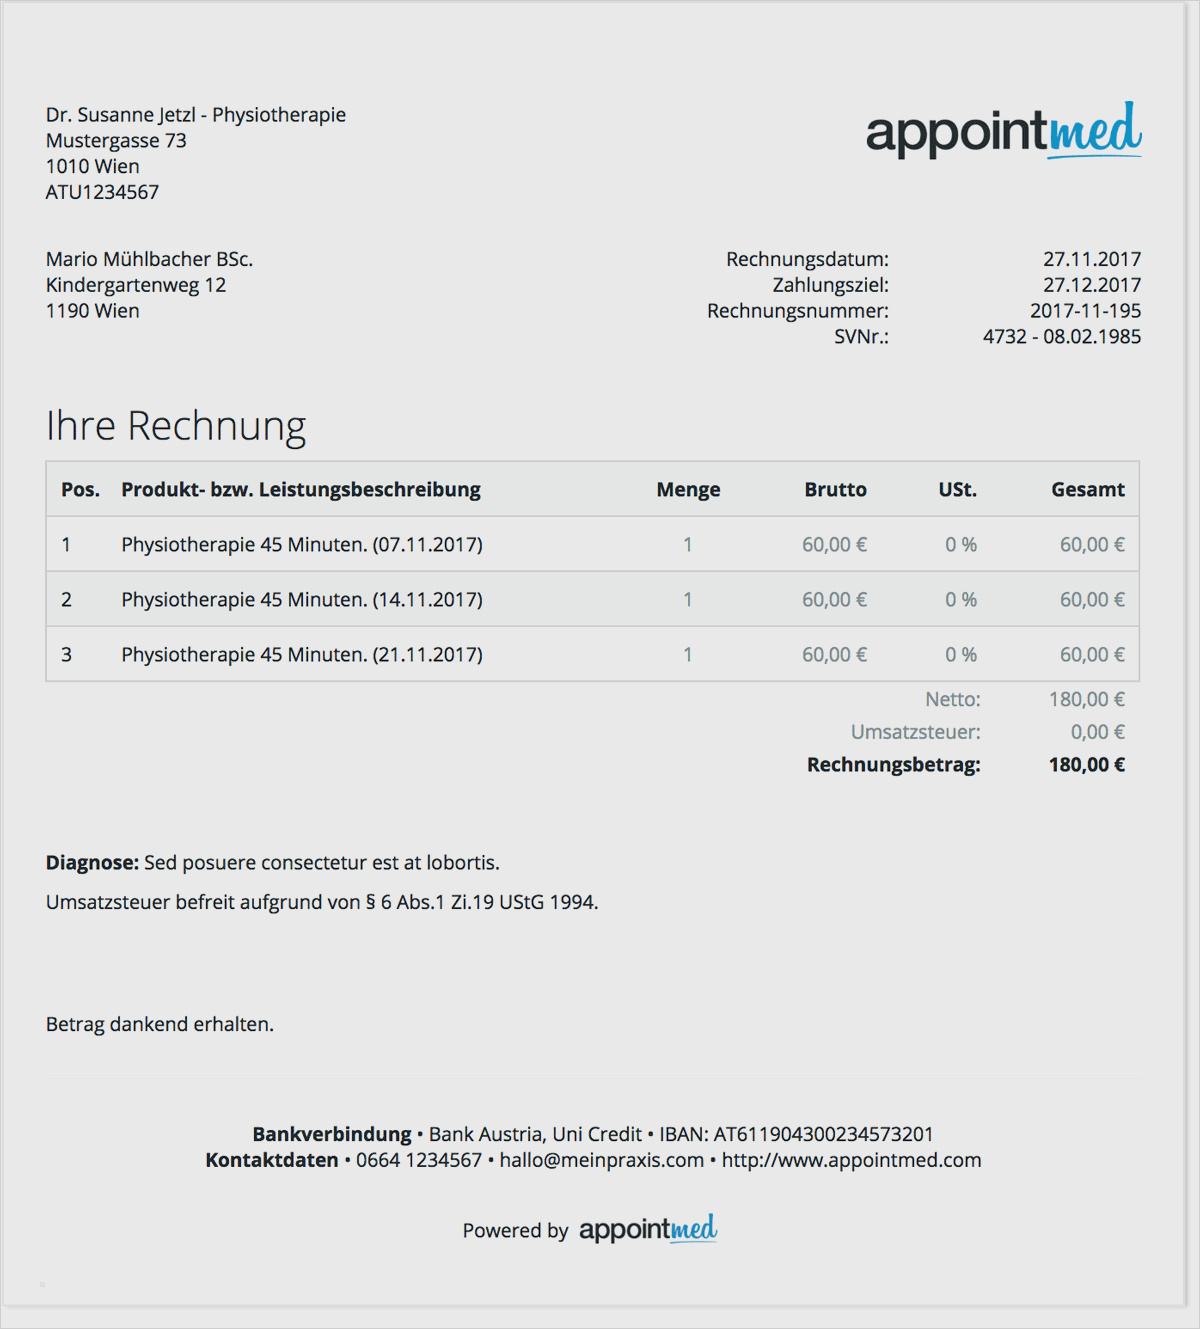 Dr. Susanne Jetzl - Physiotherapie
Mustergasse 73
1010 Wien
ATU1234567
appointmed
Mario Mühlbacher BSc.
Kindergartenweg 12
1190 Wien
Rechnungsdatum: 27.11.2017
Zahlungsziel: 27.12.2017
Rechnungsnummer: 2017-11-195
SVNr.: 4732 - 08.02.1985
Ihre Rechnung
Pos. Produkt- bzw. Leistungsbeschreibung Menge Brutto USt. Gesamt
1 Physiotherapie 45 Minuten. (07.11.2017) 1 60,00 € 0 % 60,00 €
2 Physiotherapie 45 Minuten. (14.11.2017) 1 60,00 € 0 % 60,00 €
3 Physiotherapie 45 Minuten. (21.11.2017) 1 60,00 € 0 % 60,00 €
Netto: 180,00 €
Umsatzsteuer: 0,00 €
Rechnungsbetrag: 180,00 €
Diagnose: Sed posuere consectetur est at lobortis.
Umsatzsteuer befreit aufgrund von § 6 Abs.1 Zi.19 UStG 1994.
Betrag dankend erhalten.
Bankverbindung • Bank Austria, Uni Credit • IBAN: AT611904300234573201
Kontaktdaten • 0664 1234567 • hallo@meinpraxis.com • http://www.appointmed.com
Powered by appointmed